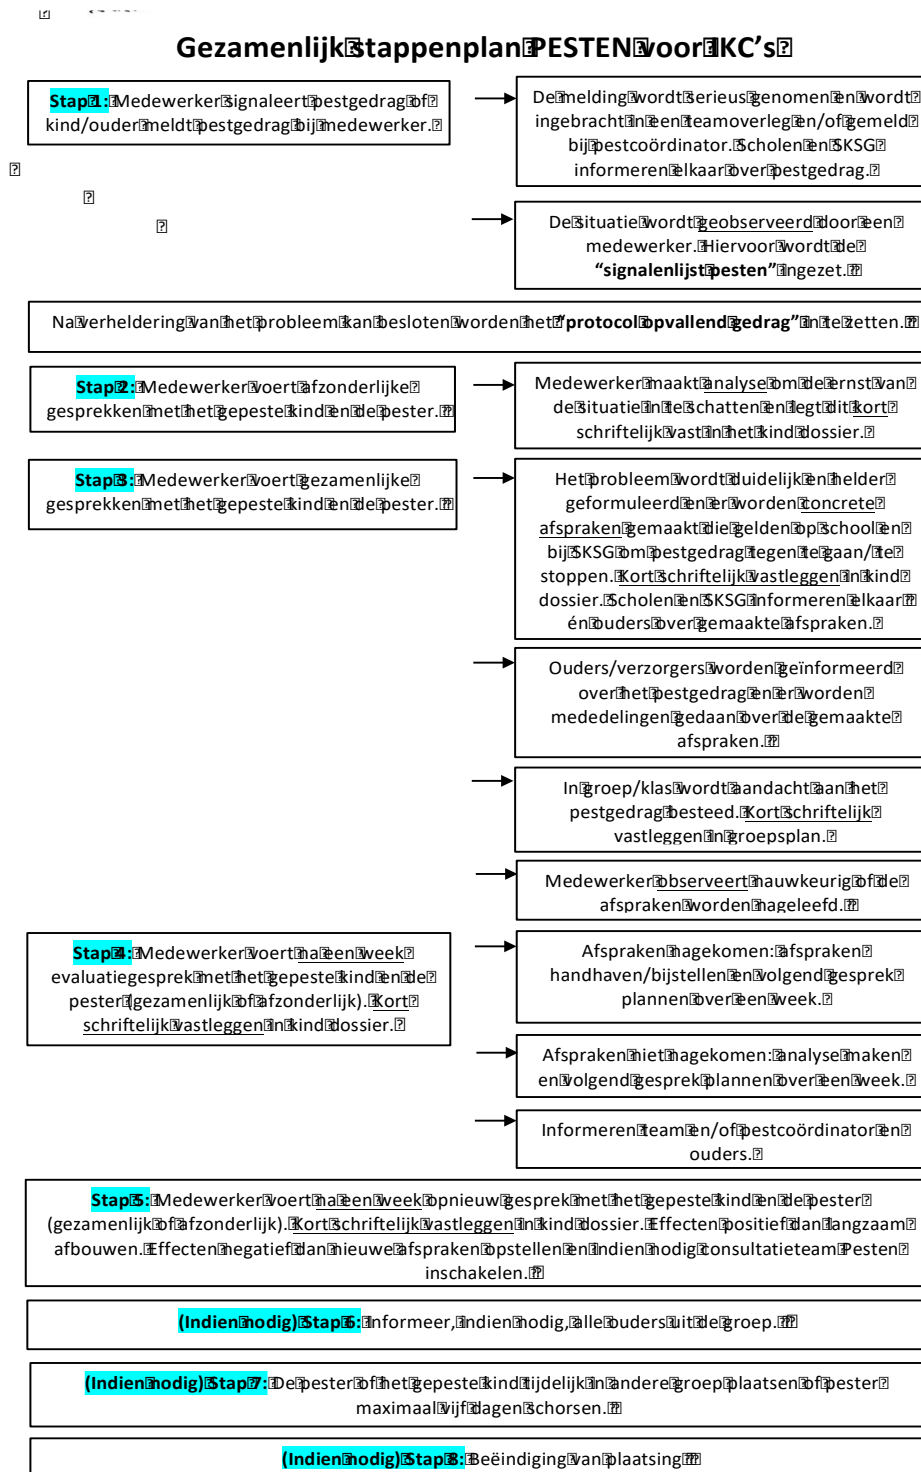 Gezamenlijk stappenplan PESTEN voor IKC's
Stap 1: Medewerker signaleert pestgedrag of
kind/ouder meldt pestgedrag bij medewerker.
De melding wordt serieus genomen en wordt
ingebracht in een teamoverleg en/of gemeld
bij pestcoördinator. Scholen en SKSG
informeren elkaar over pestgedrag.
De situatie wordt geobserveerd door een
medewerker. Hiervoor wordt de
“signalenlijst pesten” ingezet.
Na verheldering van het probleem kan besloten worden het “protocol opvallend gedrag” in te zetten.
Stap 2: Medewerker voert afzonderlijke
gesprekken met het gepeste kind en de pester.
Medewerker maakt analyse om de ernst van
de situatie in te schatten en legt dit kort
schriftelijk vast in het kind dossier.
Stap 3: Medewerker voert gezamenlijke
gesprekken met het gepeste kind en de pester.
Het probleem wordt duidelijk en helder
geformuleerd en er worden concrete
afspraken gemaakt die gelden op school en
bij SKSG om pestgedrag tegen te gaan/ te
stoppen. Kort schriftelijk vastleggen in kind
dossier. Scholen en SKSG informeren elkaar
én ouders over gemaakte afspraken.
Ouders/verzorgers worden geïnformeerd
over het pestgedrag en er worden
mededelingen gedaan over de gemaakte
afspraken.
In groep/klas wordt aandacht aan het
pestgedrag besteed. Kort schriftelijk
vastleggen in groepsplan.
Medewerker observeert nauwkeurig of de
afspraken worden nageleefd.
Stap 4: Medewerker voert na een week
evaluatiegesprek met het gepeste kind en de
pester (gezamenlijk of afzonderlijk). Kort
schriftelijk vastleggen in kind dossier.
Afspraken nagekomen: afspraken
handhaven/bijstellen en volgend gesprek
plannen over een week.
Afspraken niet nagekomen: analyse maken
en volgend gesprek plannen over een week.
Informeren team en/of pestcoördinator en
ouders.
Stap 5: Medewerker voert na een week opnieuw gesprek met het gepeste kind en de pester
(gezamenlijk of afzonderlijk). Kort schriftelijk vastleggen in kind dossier. Effecten positief dan langzaam
afbouwen. Effecten negatief dan nieuwe afspraken opstellen en indien nodig consultatieteam Pesten
inschakelen.
(Indien nodig) Stap 6: Informeer, indien nodig, alle ouders uit de groep.
(Indien nodig) Stap 7: De pester of het gepeste kind tijdelijk in andere groep plaatsen of pester
maximaal vijf dagen schorsen.
(Indien nodig) Stap 8: Beëindiging van plaatsing